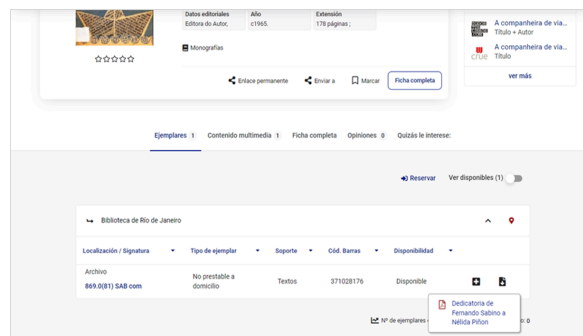 Datos editoriales
Editora do Autor,
Año
c1965.
Extensión
178 páginas ;
Monografías
Enlace permanente
Enviar a
Marcar
Ficha completa
A companheira de via...
Título + Autor
A companheira de via...
Título
crue
ver más
Ejemplares 1 Contenido multimedia 1 Ficha completa Opiniones 0 Quizás le interese:
Reservar Ver disponibles (1)
Biblioteca de Río de Janeiro
Localización / Signatura Tipo de ejemplar Soporte Cód. Barras Disponibilidad
Archivo
869.0(81) SAB com
No prestable a
domicilio
Textos
371028176
Disponible
Dedicatoria de
Fernando Sabino a
Nélida Piñon
Nº de ejemplares
o: 0